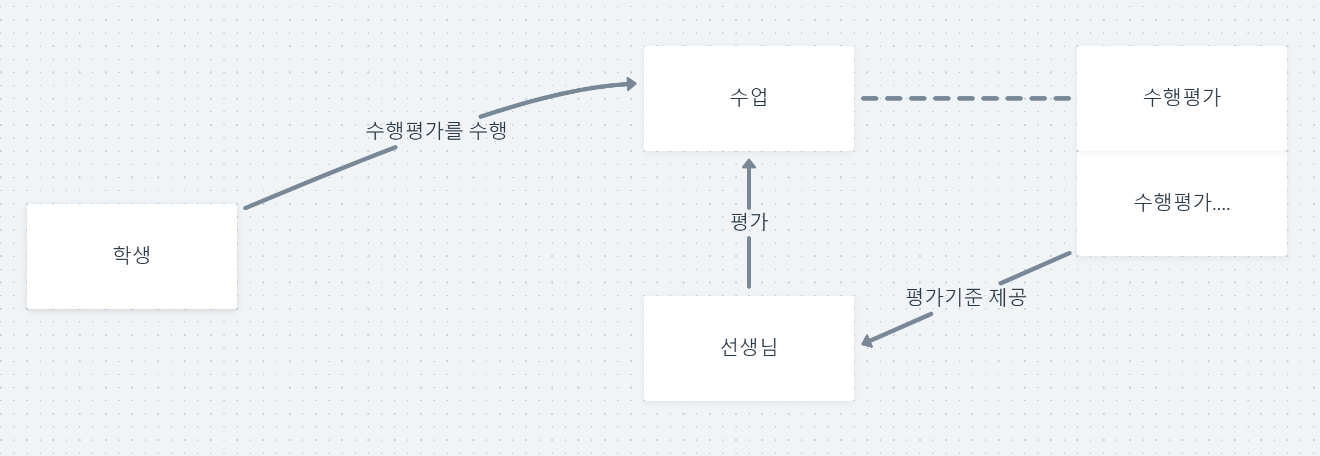 수업
수행평가
수행평가를 수행
수행평가....
평가
학생
평가기준 제공
선생님